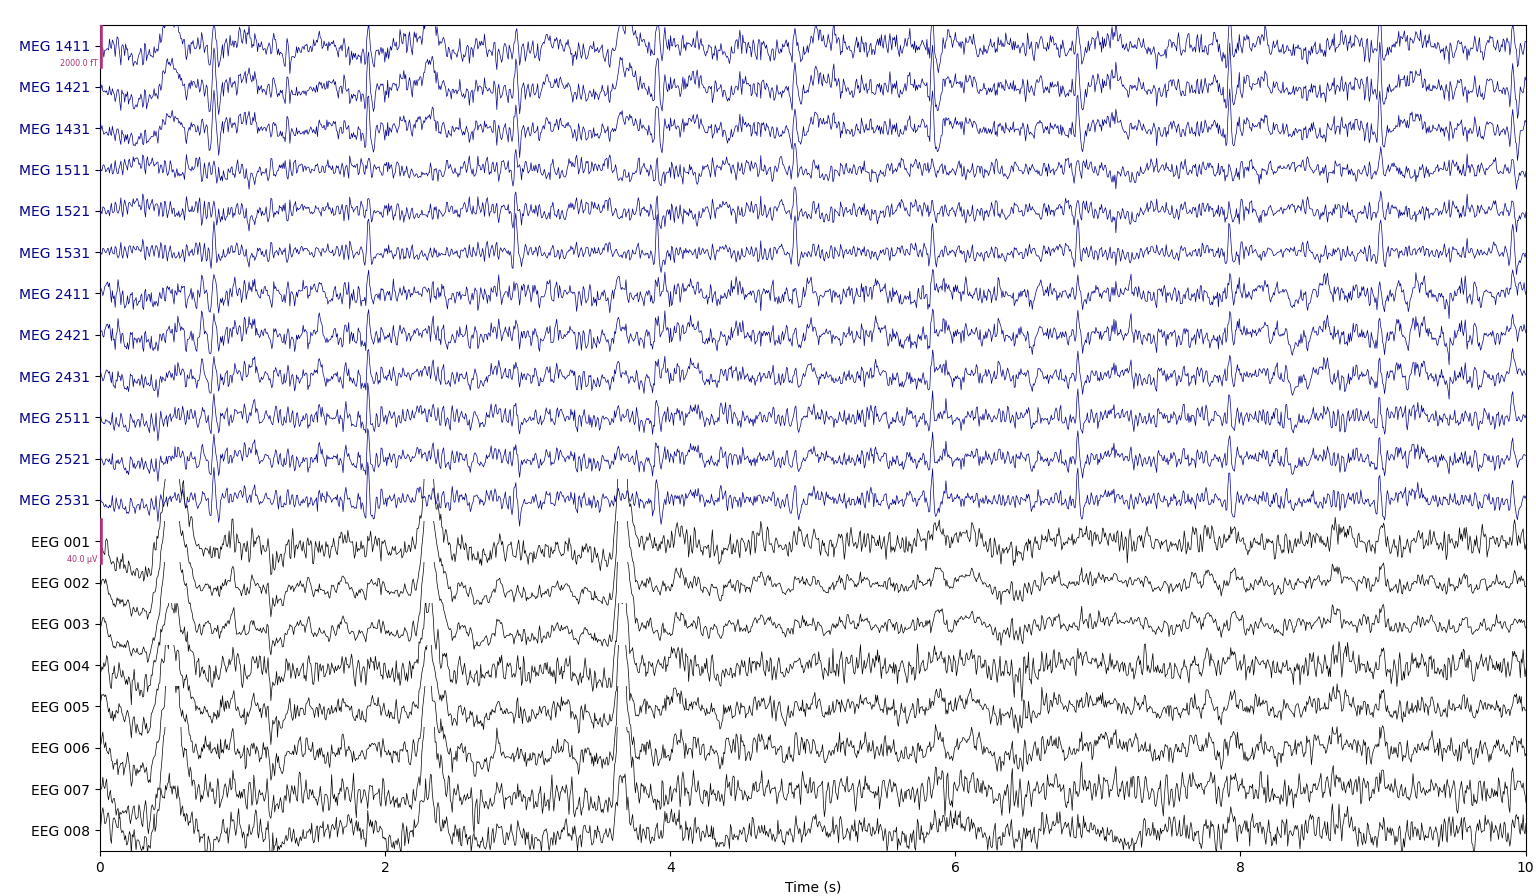 MEG 1411
2000.0 fT
MEG 1421
MEG 1431
MEG 1511
MEG 1521
MEG 1531
MEG 2411
MEG 2421
MEG 2431
MEG 2511
MEG 2521
MEG 2531
EEG 001
40.0 µV
EEG 002
EEG 003
EEG 004
EEG 005
EEG 006
EEG 007
EEG 008
0 2 4 6 8 10
Time (s)